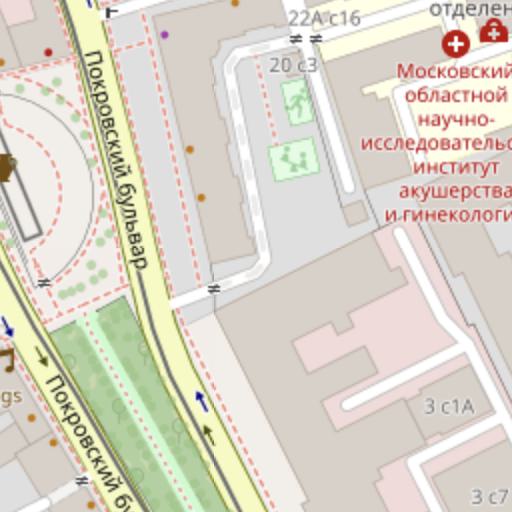 отделен
22А с16
20 с3
Московский
областной
научно-
исследовательс
институт
акушерства
и гинекологи
Покровский бульвар
Покровский бу
gs
3 с1А
3 с7